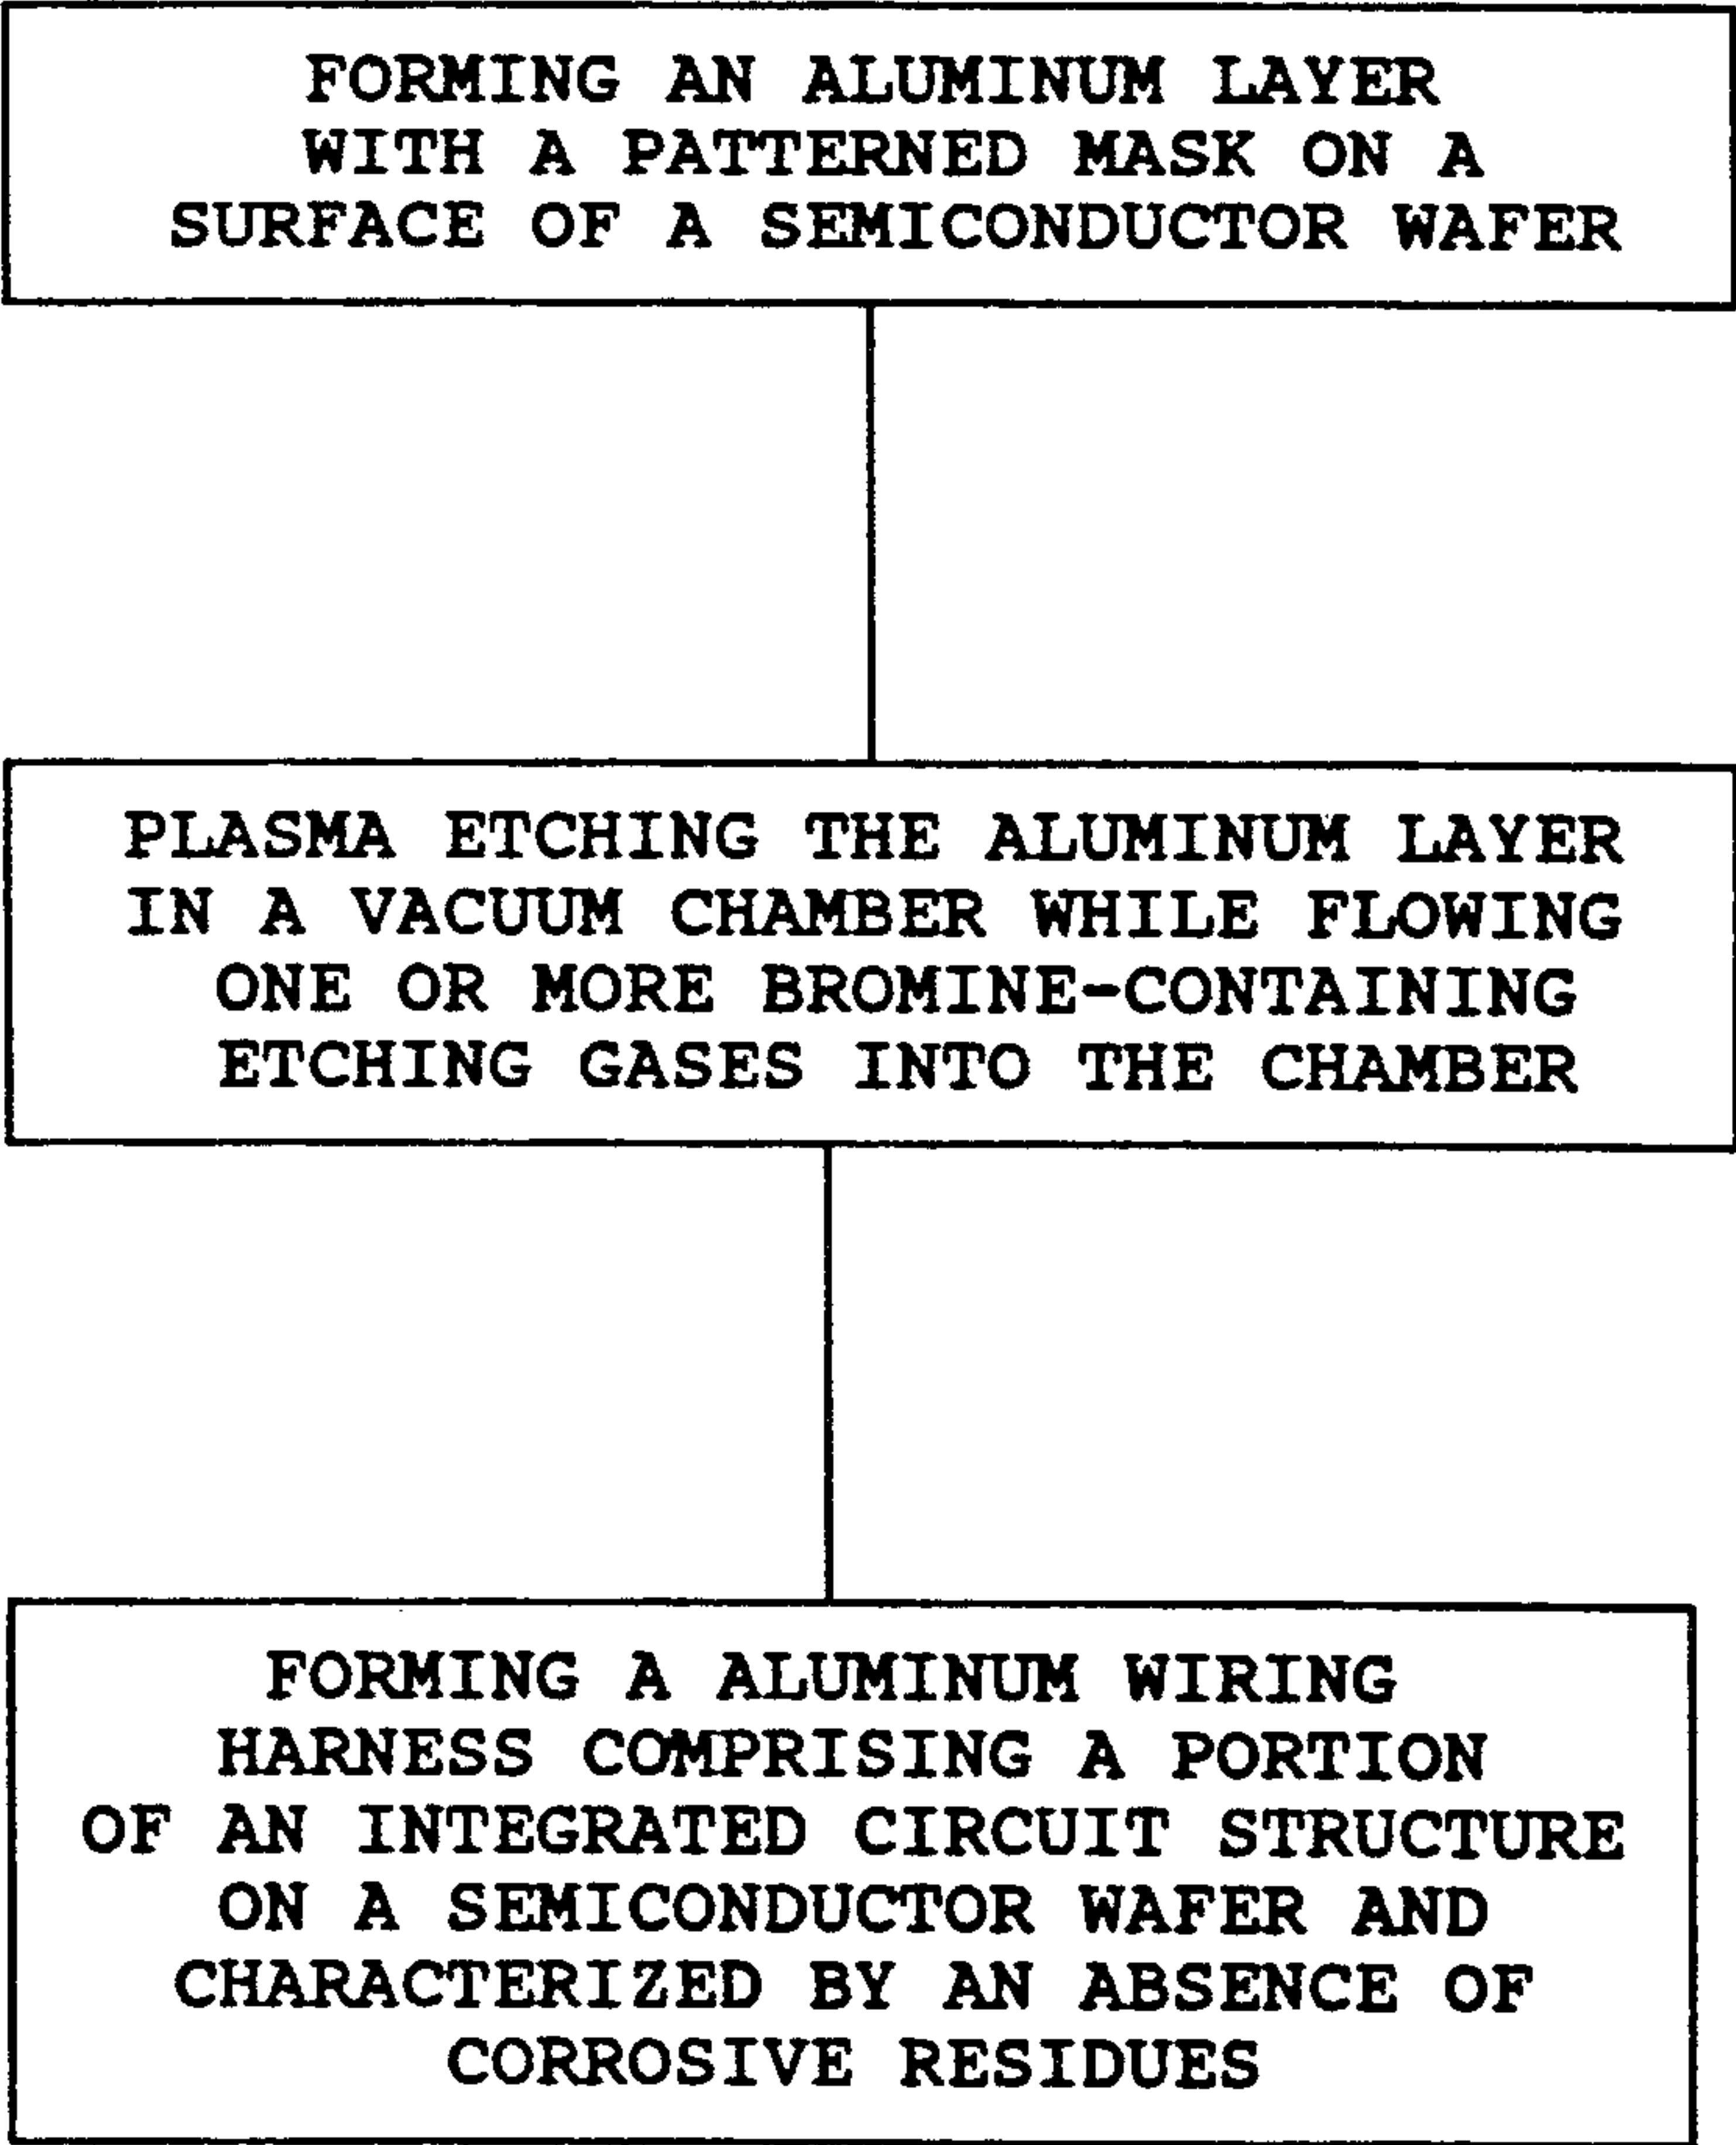 FORMING AN ALUMINUM LAYER
WITH A PATTERNED MASK ON A
SURFACE OF A SEMICONDUCTOR WAFER
PLASMA ETCHING THE ALUMINUM LAYER
IN A VACUUM CHAMBER WHILE FLOWING
ONE OR MORE BROMINE-CONTAINING
ETCHING GASES INTO THE CHAMBER
FORMING A ALUMINUM WIRING
HARNESS COMPRISING A PORTION
OF AN INTEGRATED CIRCUIT STRUCTURE
ON A SEMICONDUCTOR WAFER AND
CHARACTERIZED BY AN ABSENCE OF
CORROSIVE RESIDUES